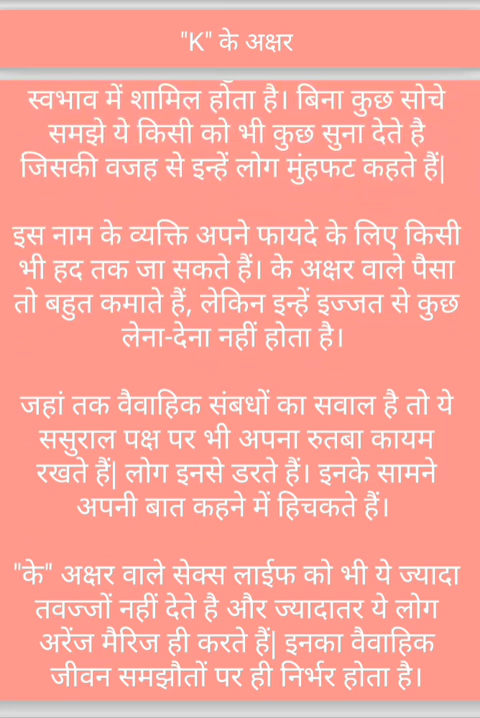 "K" के अक्षर
स्वभाव में शामिल होता है। बिना कुछ सोचे
समझे ये किसी को भी कुछ सुना देते है
जिसकी वजह से इन्हें लोग मुंहफट कहते हैं|
इस नाम के व्यक्ति अपने फायदे के लिए किसी
भी हद तक जा सकते हैं। के अक्षर वाले पैसा
तो बहुत कमाते हैं, लेकिन इन्हें इज्जत से कुछ
लेना-देना नहीं होता है।
जहां तक वैवाहिक संबधों का सवाल है तो ये
ससुराल पक्ष पर भी अपना रुतबा कायम
रखते हैं| लोग इनसे डरते हैं। इनके सामने
अपनी बात कहने में हिचकते हैं।
"के" अक्षर वाले सेक्स लाईफ को भी ये ज्यादा
तवज्जों नहीं देते है और ज्यादातर ये लोग
अरेंज मैरिज ही करते हैं| इनका वैवाहिक
जीवन समझौतों पर ही निर्भर होता है।